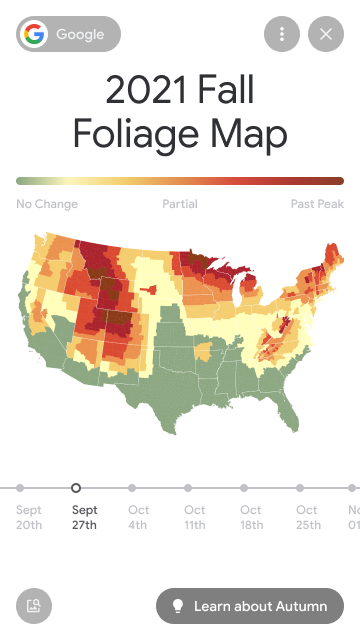 Google
2021 Fall
Foliage Map
No Change Partial Past Peak
Sept 20th
Sept 27th
Oct 4th
Oct 11th
Oct 18th
Oct 25th
01
Learn about Autumn